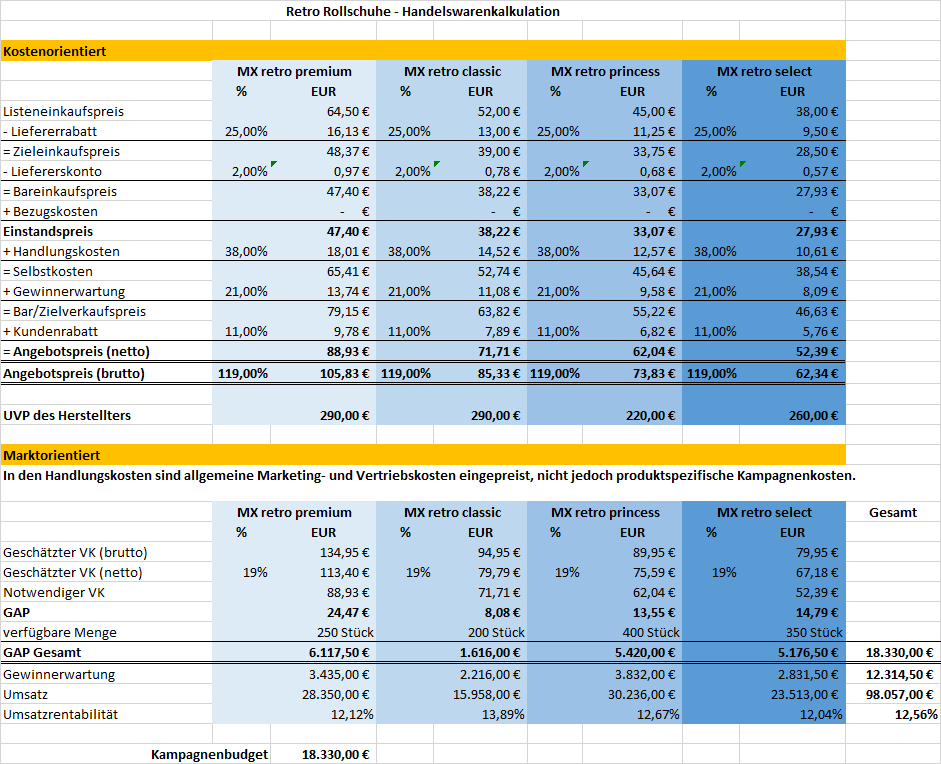 Retro Rollschuhe - Handelswarenkalkulation
Kostenorientiert
MX retro premium MX retro classic MX retro princess MX retro select
% EUR % EUR % EUR % EUR
Listeneinkaufspreis 64,50 € 52,00 € 45,00 € 38,00 €
- Liefererrabatt 25,00% 16,13 € 25,00% 13,00 € 25,00% 11,25 € 25,00% 9,50 €
= Zieleinkaufspreis 48,37 € 39,00 € 33,75 € 28,50 €
- Liefererskonto 2,00% 0,97 € 2,00% 0,78 € 2,00% 0,68 € 2,00% 0,57 €
= Bareinkaufspreis 47,40 € 38,22 € 33,07 € 27,93 €
+ Bezugskosten - € - € - € - €
Einstandspreis 47,40 € 38,22 € 33,07 € 27,93 €
+ Handlungskosten 38,00% 18,01 € 38,00% 14,52 € 38,00% 12,57 € 38,00% 10,61 €
= Selbstkosten 65,41 € 52,74 € 45,64 € 38,54 €
+ Gewinnerwartung 21,00% 13,74 € 21,00% 11,08 € 21,00% 9,58 € 21,00% 8,09 €
= Bar/Zielverkaufspreis 79,15 € 63,82 € 55,22 € 46,63 €
+ Kundenrabatt 11,00% 9,78 € 11,00% 7,89 € 11,00% 6,82 € 11,00% 5,76 €
= Angebotspreis (netto) 88,93 € 71,71 € 62,04 € 52,39 €
Angebotspreis (brutto) 119,00% 105,83 € 119,00% 85,33 € 119,00% 73,83 € 119,00% 62,34 €
UVP des Herstellters 290,00 € 290,00 € 220,00 € 260,00 €
Marktorientiert
In den Handlungskosten sind allgemeine Marketing- und Vertriebskosten eingepreist, nicht jedoch produktspezifische Kampagnenkosten.
MX retro premium MX retro classic MX retro princess MX retro select Gesamt
% EUR % EUR % EUR % EUR
Geschätzter VK (brutto) 134,95 € 94,95 € 89,95 € 79,95 €
Geschätzter VK (netto) 19% 113,40 € 19% 79,79 € 19% 75,59 € 19% 67,18 €
Notwendiger VK 88,93 € 71,71 € 62,04 € 52,39 €
GAP 24,47 € 8,08 € 13,55 € 14,79 €
verfügbare Menge 250 Stück 200 Stück 400 Stück 350 Stück
GAP Gesamt 6.117,50 € 1.616,00 € 5.420,00 € 5.176,50 € 18.330,00 €
Gewinnerwartung 3.435,00 € 2.216,00 € 3.832,00 € 2.831,50 € 12.314,50 €
Umsatz 28.350,00 € 15.958,00 € 30.236,00 € 23.513,00 € 98.057,00 €
Umsatzrentabilität 12,12% 13,89% 12,67% 12,04% 12,56%
Kampagnenbudget 18.330,00 €